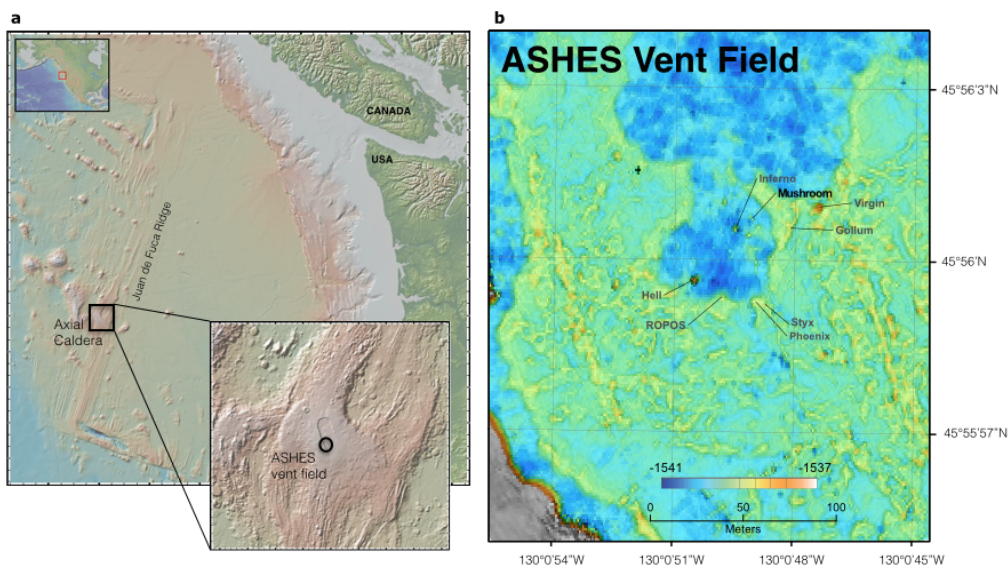 a
CANADA
USA
Juan de Fuca Ridge
Axial
Caldera
ASHES
vent field
b
ASHES Vent Field
45°56'3"N
Inferno
Mushroom
Virgin
Gollum
45°56'N
Hell
ROPOS
Styx
Phoenix
45°55'57"N
-1541
-1537
0
50
100
Meters
130°0'54"W
130°0'51"W
130°0'48"W
130°0'45"W